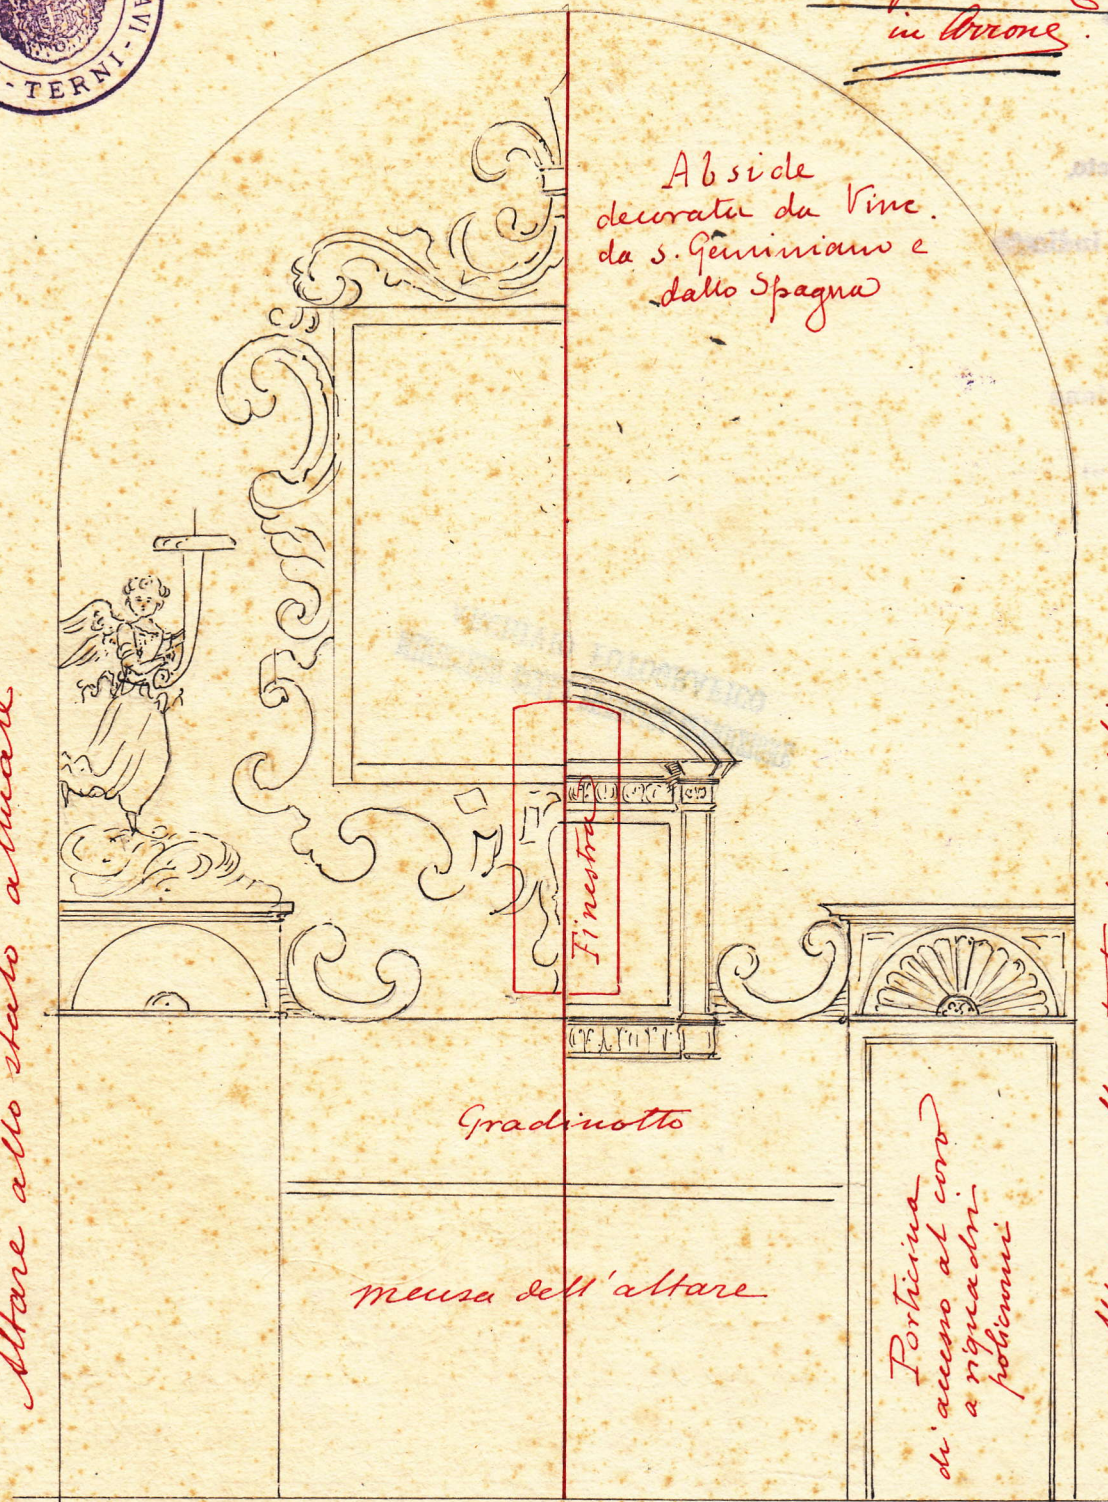 in Arrone.
- TERNI -
Abside
decorata da Vinc.
da s. Geminiano e
dallo Spagna
Altare allo stato attuale
Finestra
Gradinotto
mensa dell'altare
Porticina
di accesso al coro
a riquadri
policromi